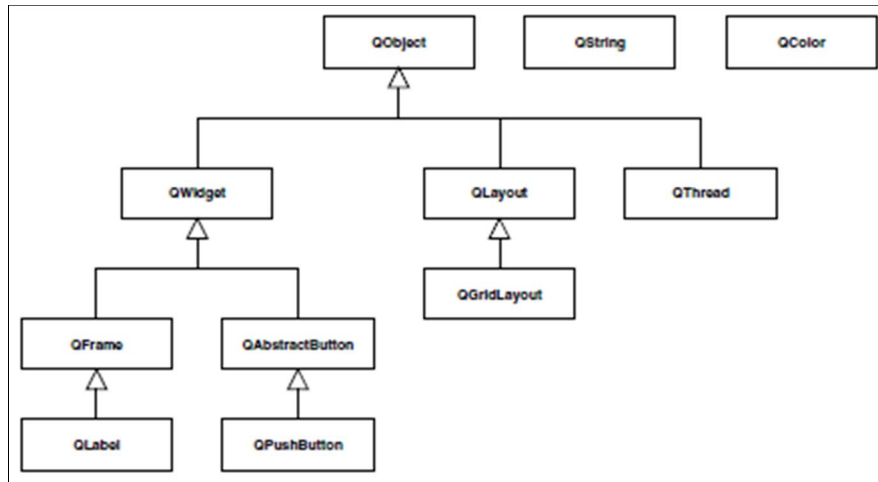 QObject
QString
QColor
QWidget
QLayout
QThread
QGridLayout
QFrame
QAbstractButton
QLabel
QPushButton